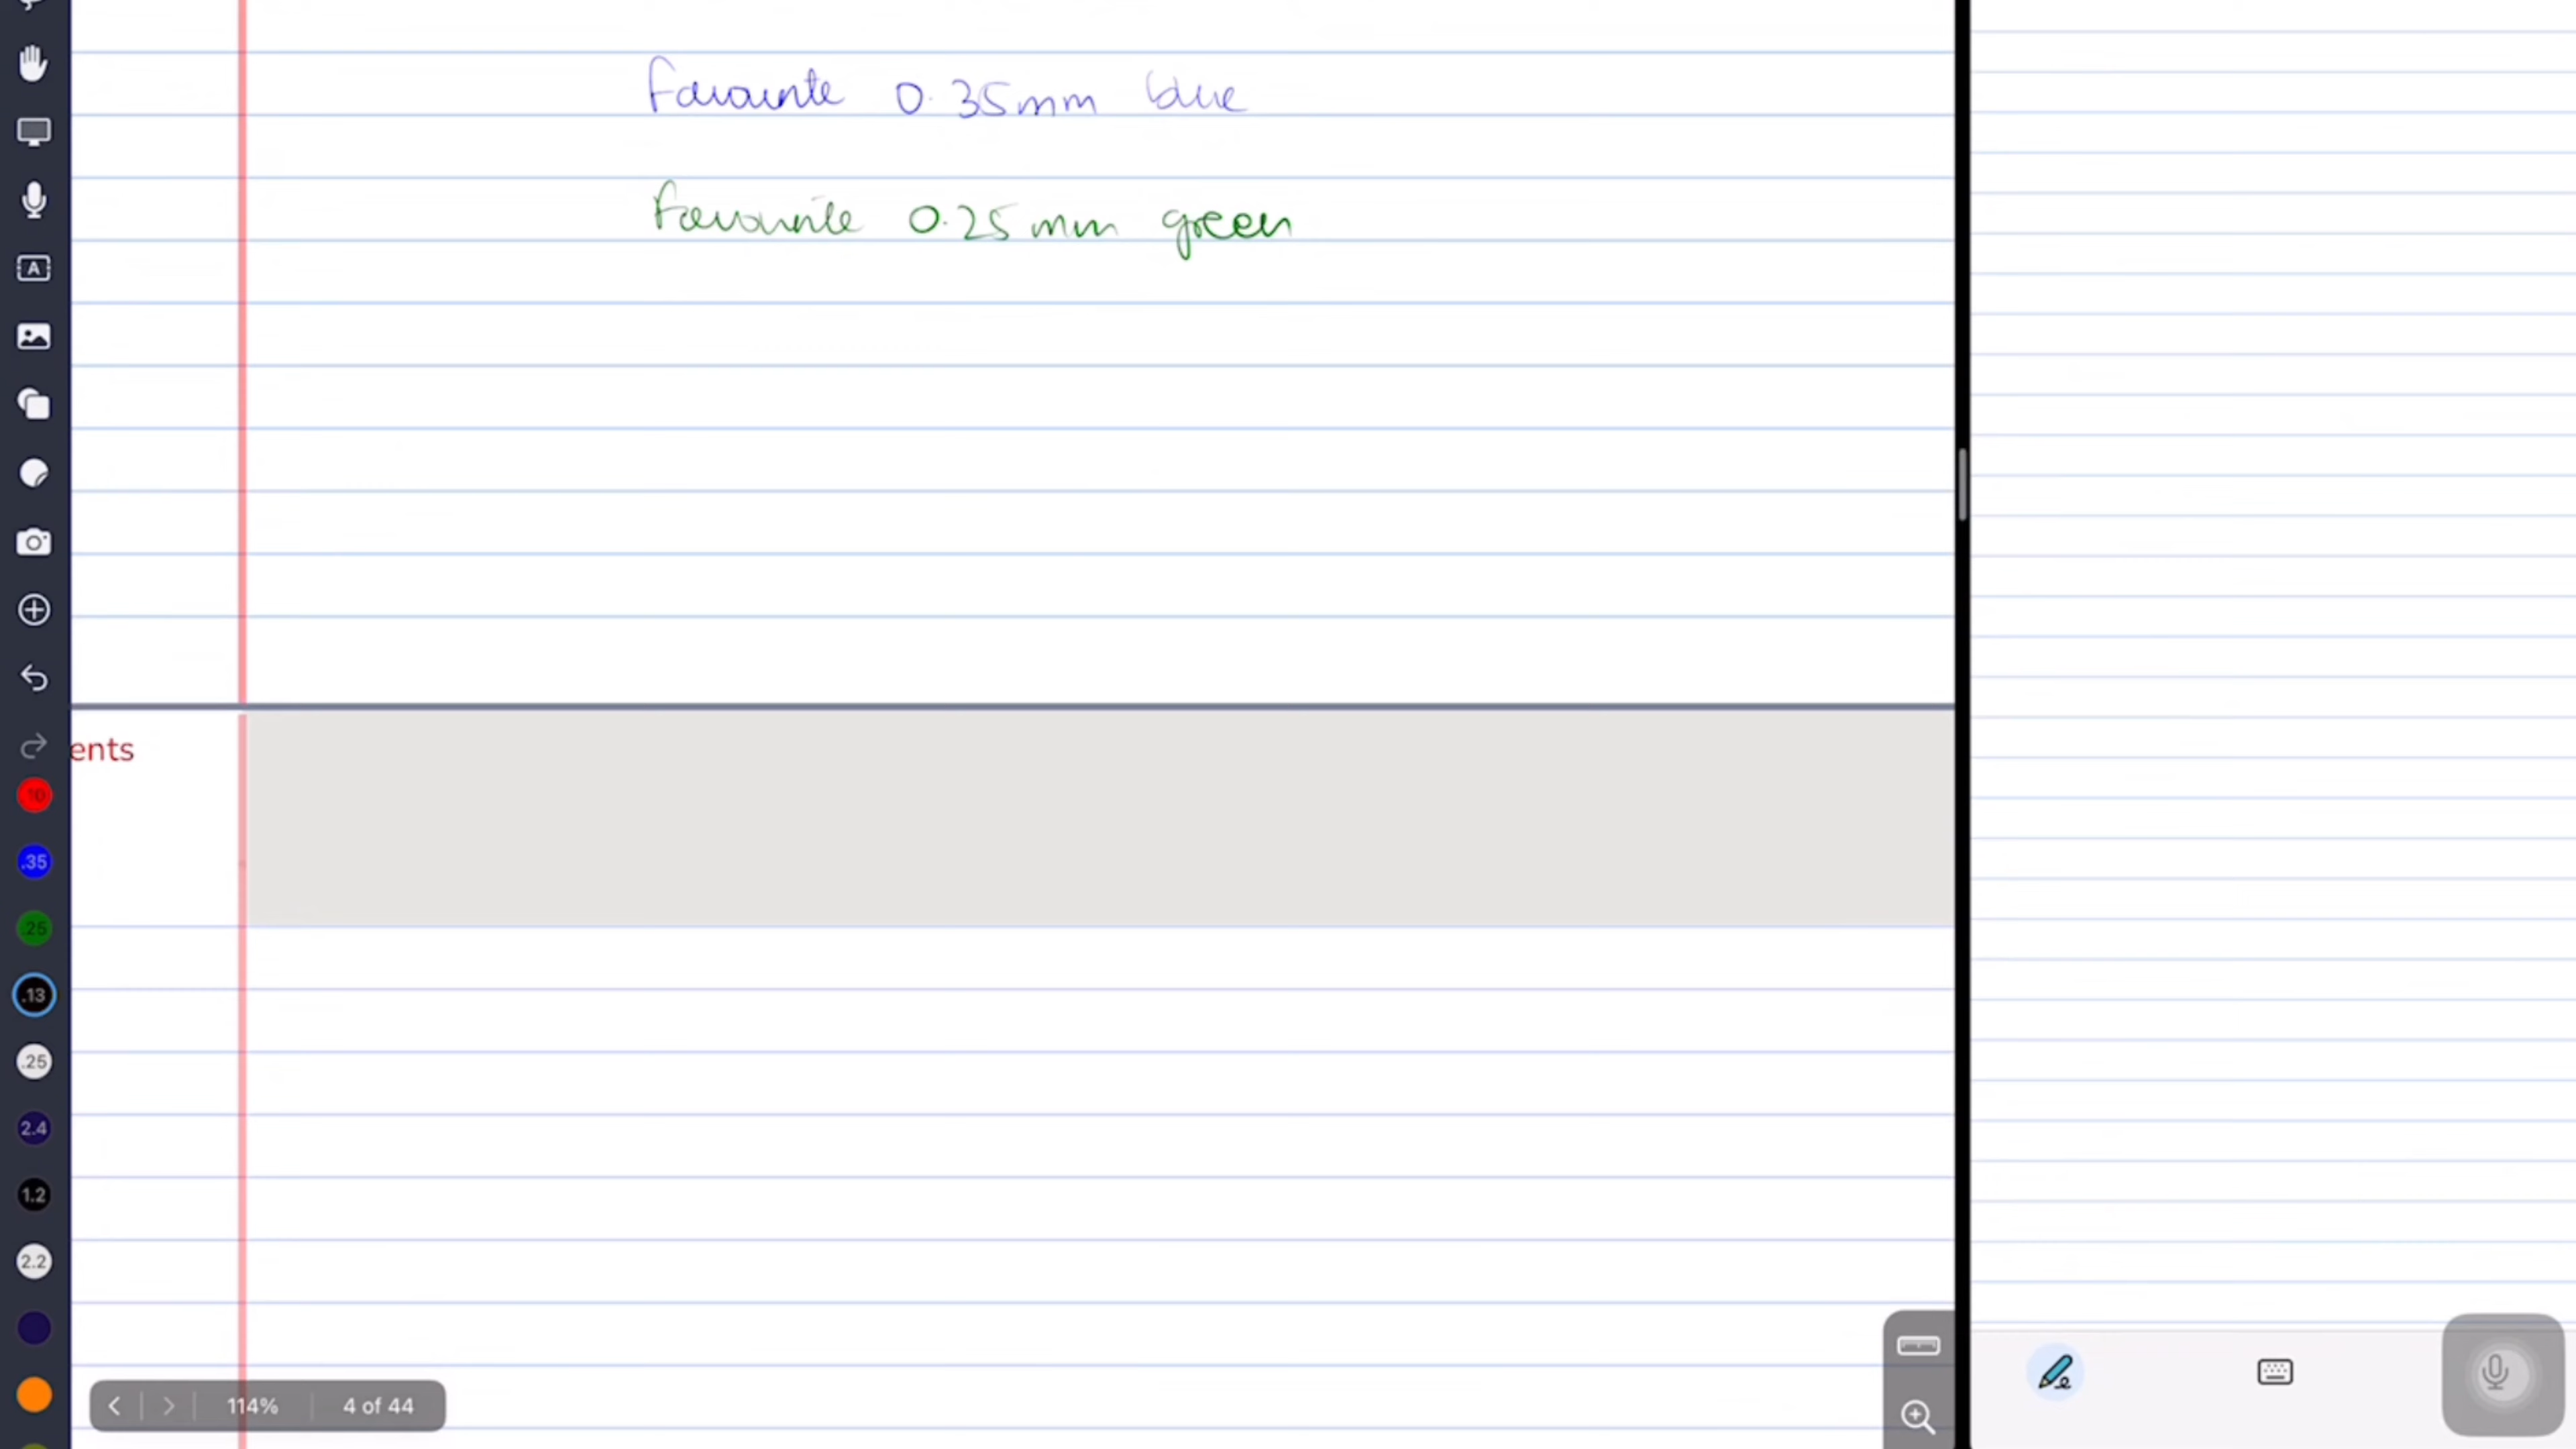 Favourite 0.35mm blue
Favourite 0.25mm green
ents
.10
.35
.25
.13
.25
2.4
1.2
2.2
114%
4 of 44